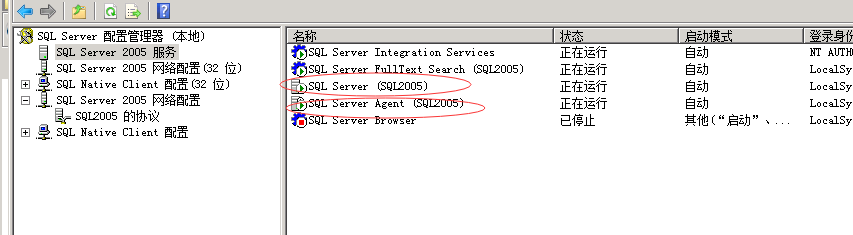 SQL Server 配置管理器 (本地)
SQL Server 2005 服务
SQL Server 2005 网络配置(32 位)
SQL Native Client 配置(32 位)
SQL Server 2005 网络配置
SQL2005 的协议
SQL Native Client 配置
名称 状态 启动模式 登录身份
SQL Server Integration Services 正在运行 自动 NT AUTHO
SQL Server FullText Search (SQL2005) 正在运行 自动 LocalSy
SQL Server (SQL2005) 正在运行 自动 LocalSy
SQL Server Agent (SQL2005) 正在运行 自动 LocalSy
SQL Server Browser 已停止 其他(“启动”、... LocalSy